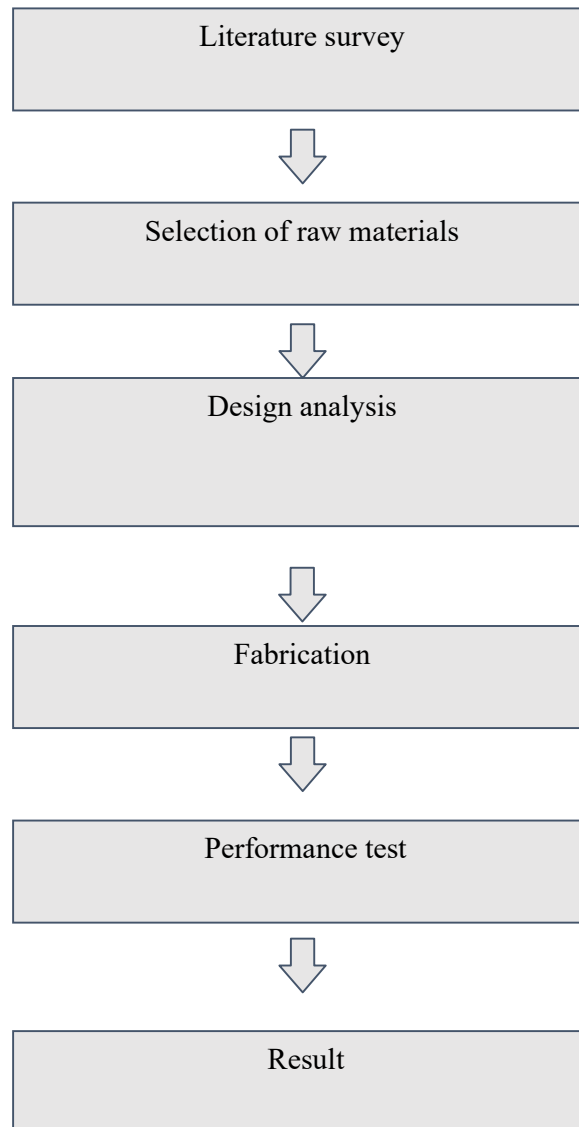 Literature survey
Selection of raw materials
Design analysis
Fabrication
Performance test
Result